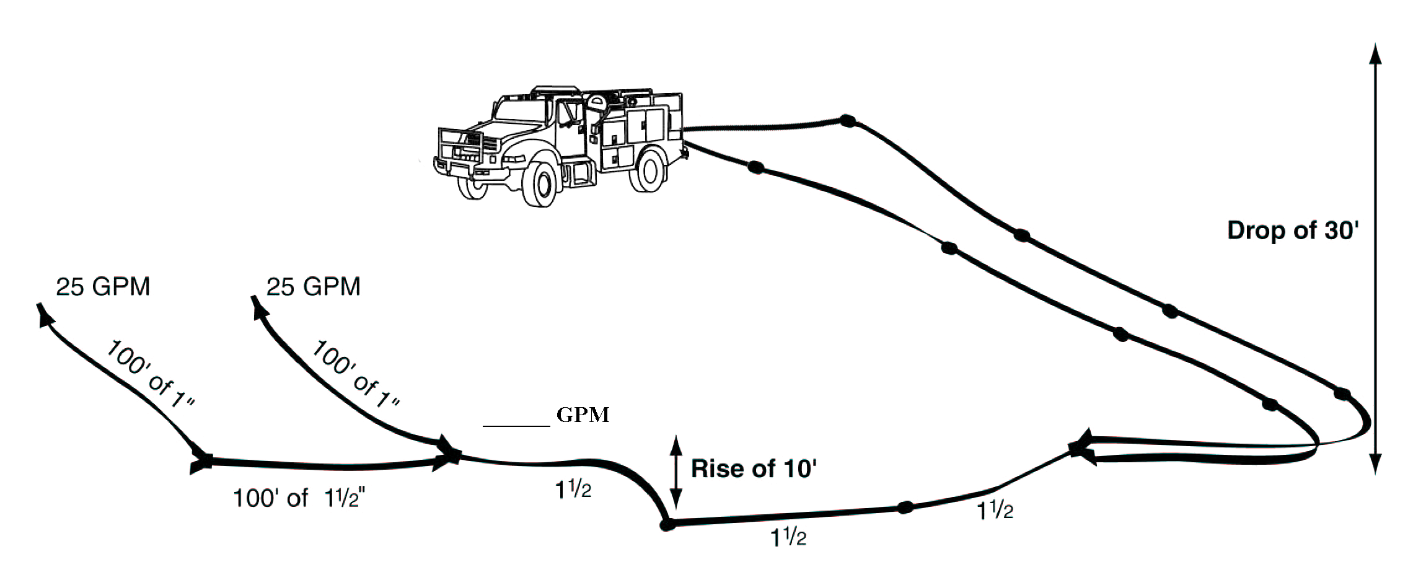 Drop of 30'
25 GPM
25 GPM
100' of 1"
100' of 1"
______ GPM
Rise of 10'
100' of 1½"
1½
1½
1½